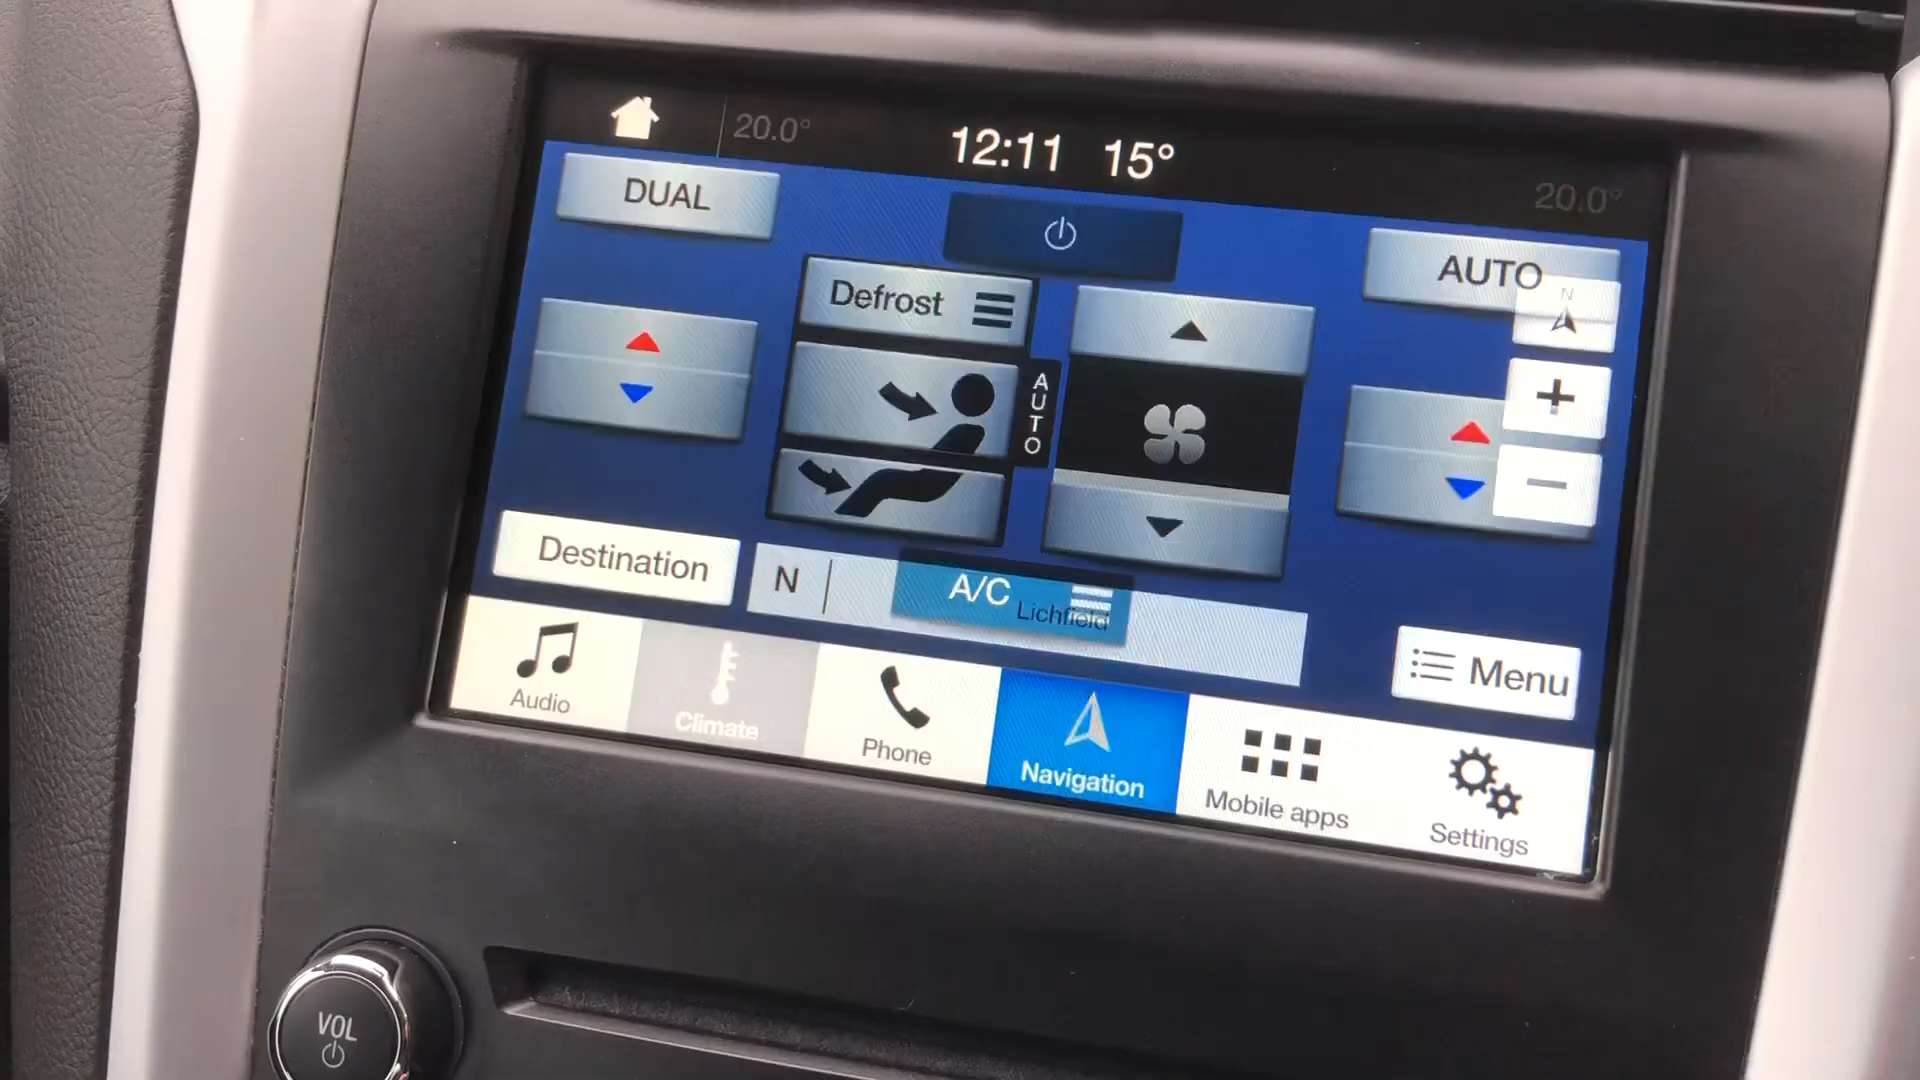 20.0°
12:11 15°
20.0°
DUAL
AUTO
N
Defrost
AUTO
Destination
N
A/C
Lichfield
Menu
Audio
Climate
Phone
Navigation
Mobile apps
Settings
VOL